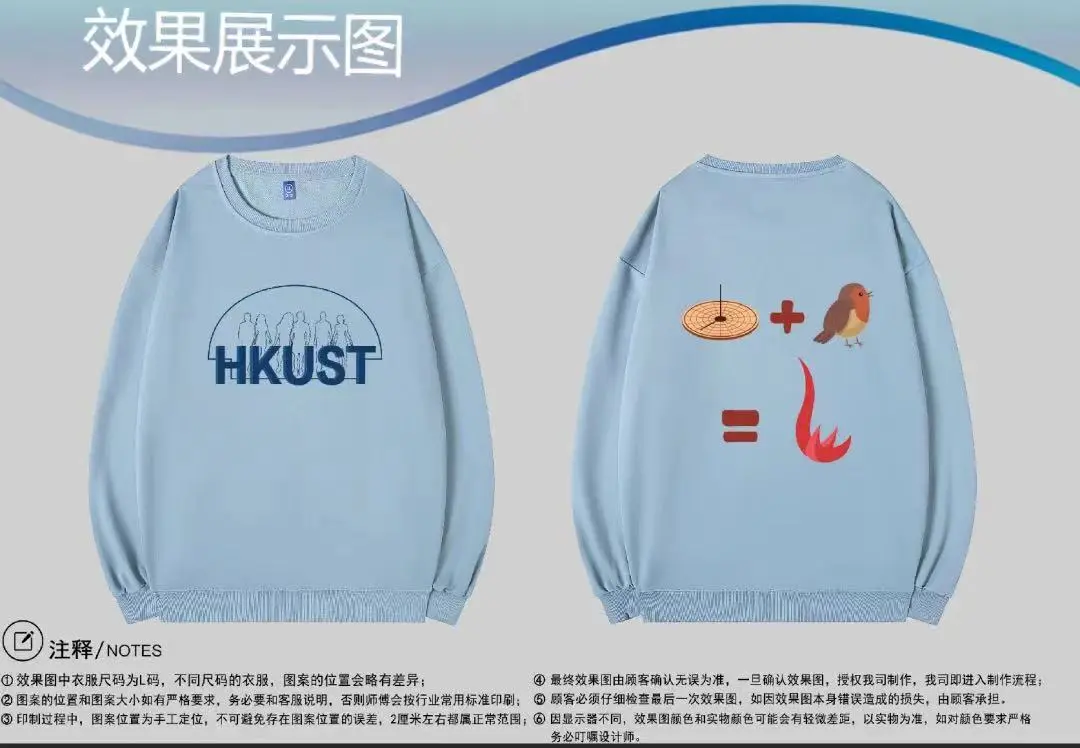 效果展示图
HKUST
+
=
注释/NOTES
① 效果图中衣服尺码为L码，不同尺码的衣服，图案的位置会略有差异；
② 图案的位置和图案大小如有严格要求，务必要和客服说明，否则师傅会按行业常用标准印刷；
③ 印制过程中，图案位置为手工定位，不可避免存在图案位置的误差，2厘米左右都属正常范围；
④ 最终效果图由顾客确认无误为准，一旦确认效果图，授权我司制作，我司即进入制作流程；
⑤ 顾客必须仔细检查最后一次效果图，如因效果图本身错误造成的损失，由顾客承担。
⑥ 因显示器不同，效果图颜色和实物颜色可能会有轻微差距，以实物为准，如对颜色要求严格
务必叮嘱设计师。